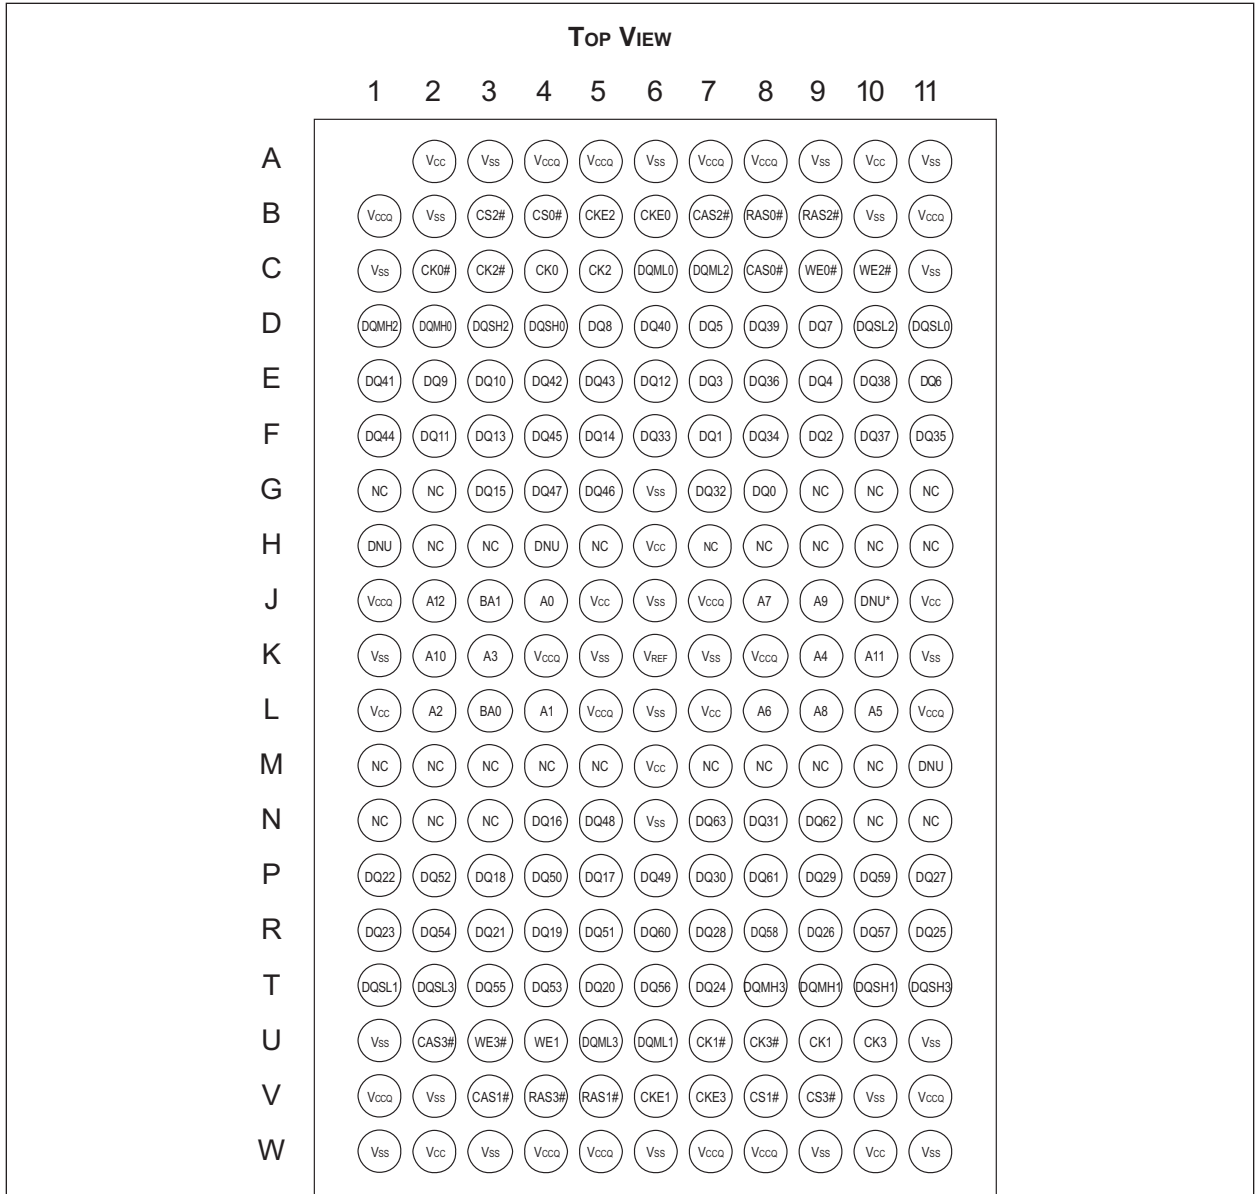 TOP VIEW
1 2 3 4 5 6 7 8 9 10 11
A VCC VSS VCCQ VCCQ VSS VCCQ VCCQ VSS VCC VSS
B VCCQ VSS CS2# CS0# CKE2 CKE0 CAS2# RAS0# RAS2# VSS VCCQ
C VSS CK0# CK2# CK0 CK2 DQML0 DQML2 CAS0# WE0# WE2# VSS
D DQMH2 DQMH0 DQSH2 DQSH0 DQ8 DQ40 DQ5 DQ39 DQ7 DQSL2 DQSL0
E DQ41 DQ9 DQ10 DQ42 DQ43 DQ12 DQ3 DQ36 DQ4 DQ38 DQ6
F DQ44 DQ11 DQ13 DQ45 DQ14 DQ33 DQ1 DQ34 DQ2 DQ37 DQ35
G NC NC DQ15 DQ47 DQ46 VSS DQ32 DQ0 NC NC NC
H DNU NC NC DNU NC VCC NC NC NC NC NC
J VCCQ A12 BA1 A0 VCC VSS VCCQ A7 A9 DNU* VCC
K VSS A10 A3 VCCQ VSS VREF VSS VCCQ A4 A11 VSS
L VCC A2 BA0 A1 VCCQ VSS VCC A6 A8 A5 VCCQ
M NC NC NC NC NC VCC NC NC NC NC DNU
N NC NC NC DQ16 DQ48 VSS DQ63 DQ31 DQ62 NC NC
P DQ22 DQ52 DQ18 DQ50 DQ17 DQ49 DQ30 DQ61 DQ29 DQ59 DQ27
R DQ23 DQ54 DQ21 DQ19 DQ51 DQ60 DQ28 DQ58 DQ26 DQ57 DQ25
T DQSL1 DQSL3 DQ55 DQ53 DQ20 DQ56 DQ24 DQMH3 DQMH1 DQSH1 DQSH3
U VSS CAS3# WE3# WE1 DQML3 DQML1 CK1# CK3# CK1 CK3 VSS
V VCCQ VSS CAS1# RAS3# RAS1# CKE1 CKE3 CS1# CS3# VSS VCCQ
W VSS VCC VSS VCCQ VCCQ VSS VCCQ VCCQ VSS VCC VSS